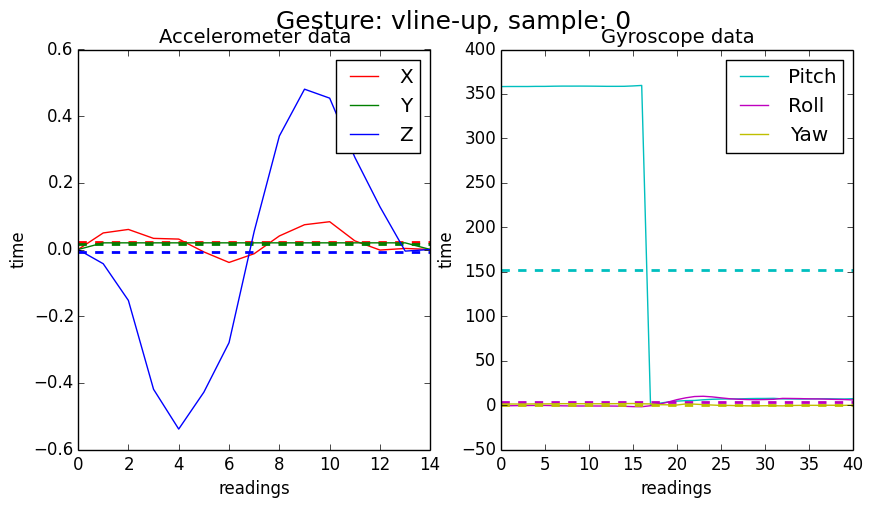 Gesture: vline-up, sample: 0
Accelerometer data
0.6
0.4
0.2
0.0
−0.2
−0.4
−0.6
time
0 2 4 6 8 10 12 14
readings
X
Y
Z
Gyroscope data
400
350
300
250
200
150
100
50
0
−50
time
0 5 10 15 20 25 30 35 40
readings
Pitch
Roll
Yaw